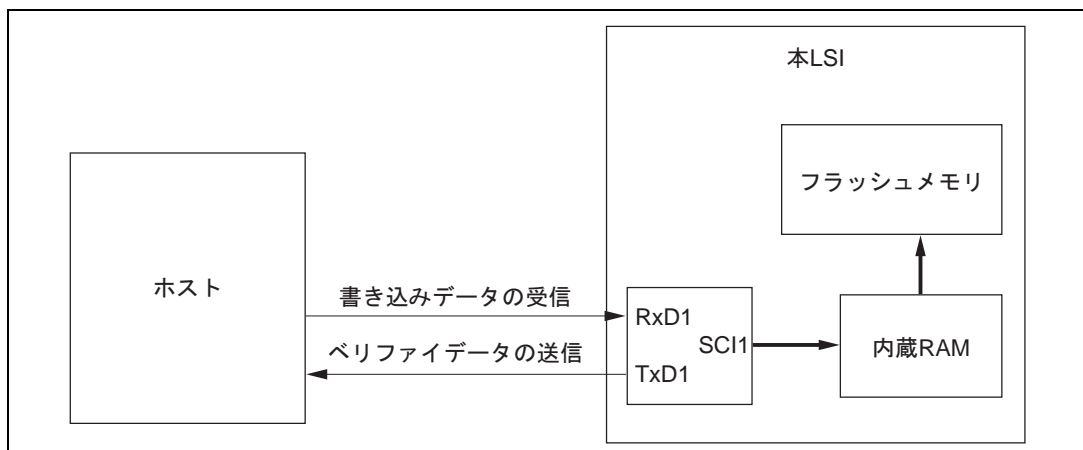 本LSI
フラッシュメモリ
ホスト
書き込みデータの受信
RxD1
SCI1
内蔵RAM
ベリファイデータの送信
TxD1